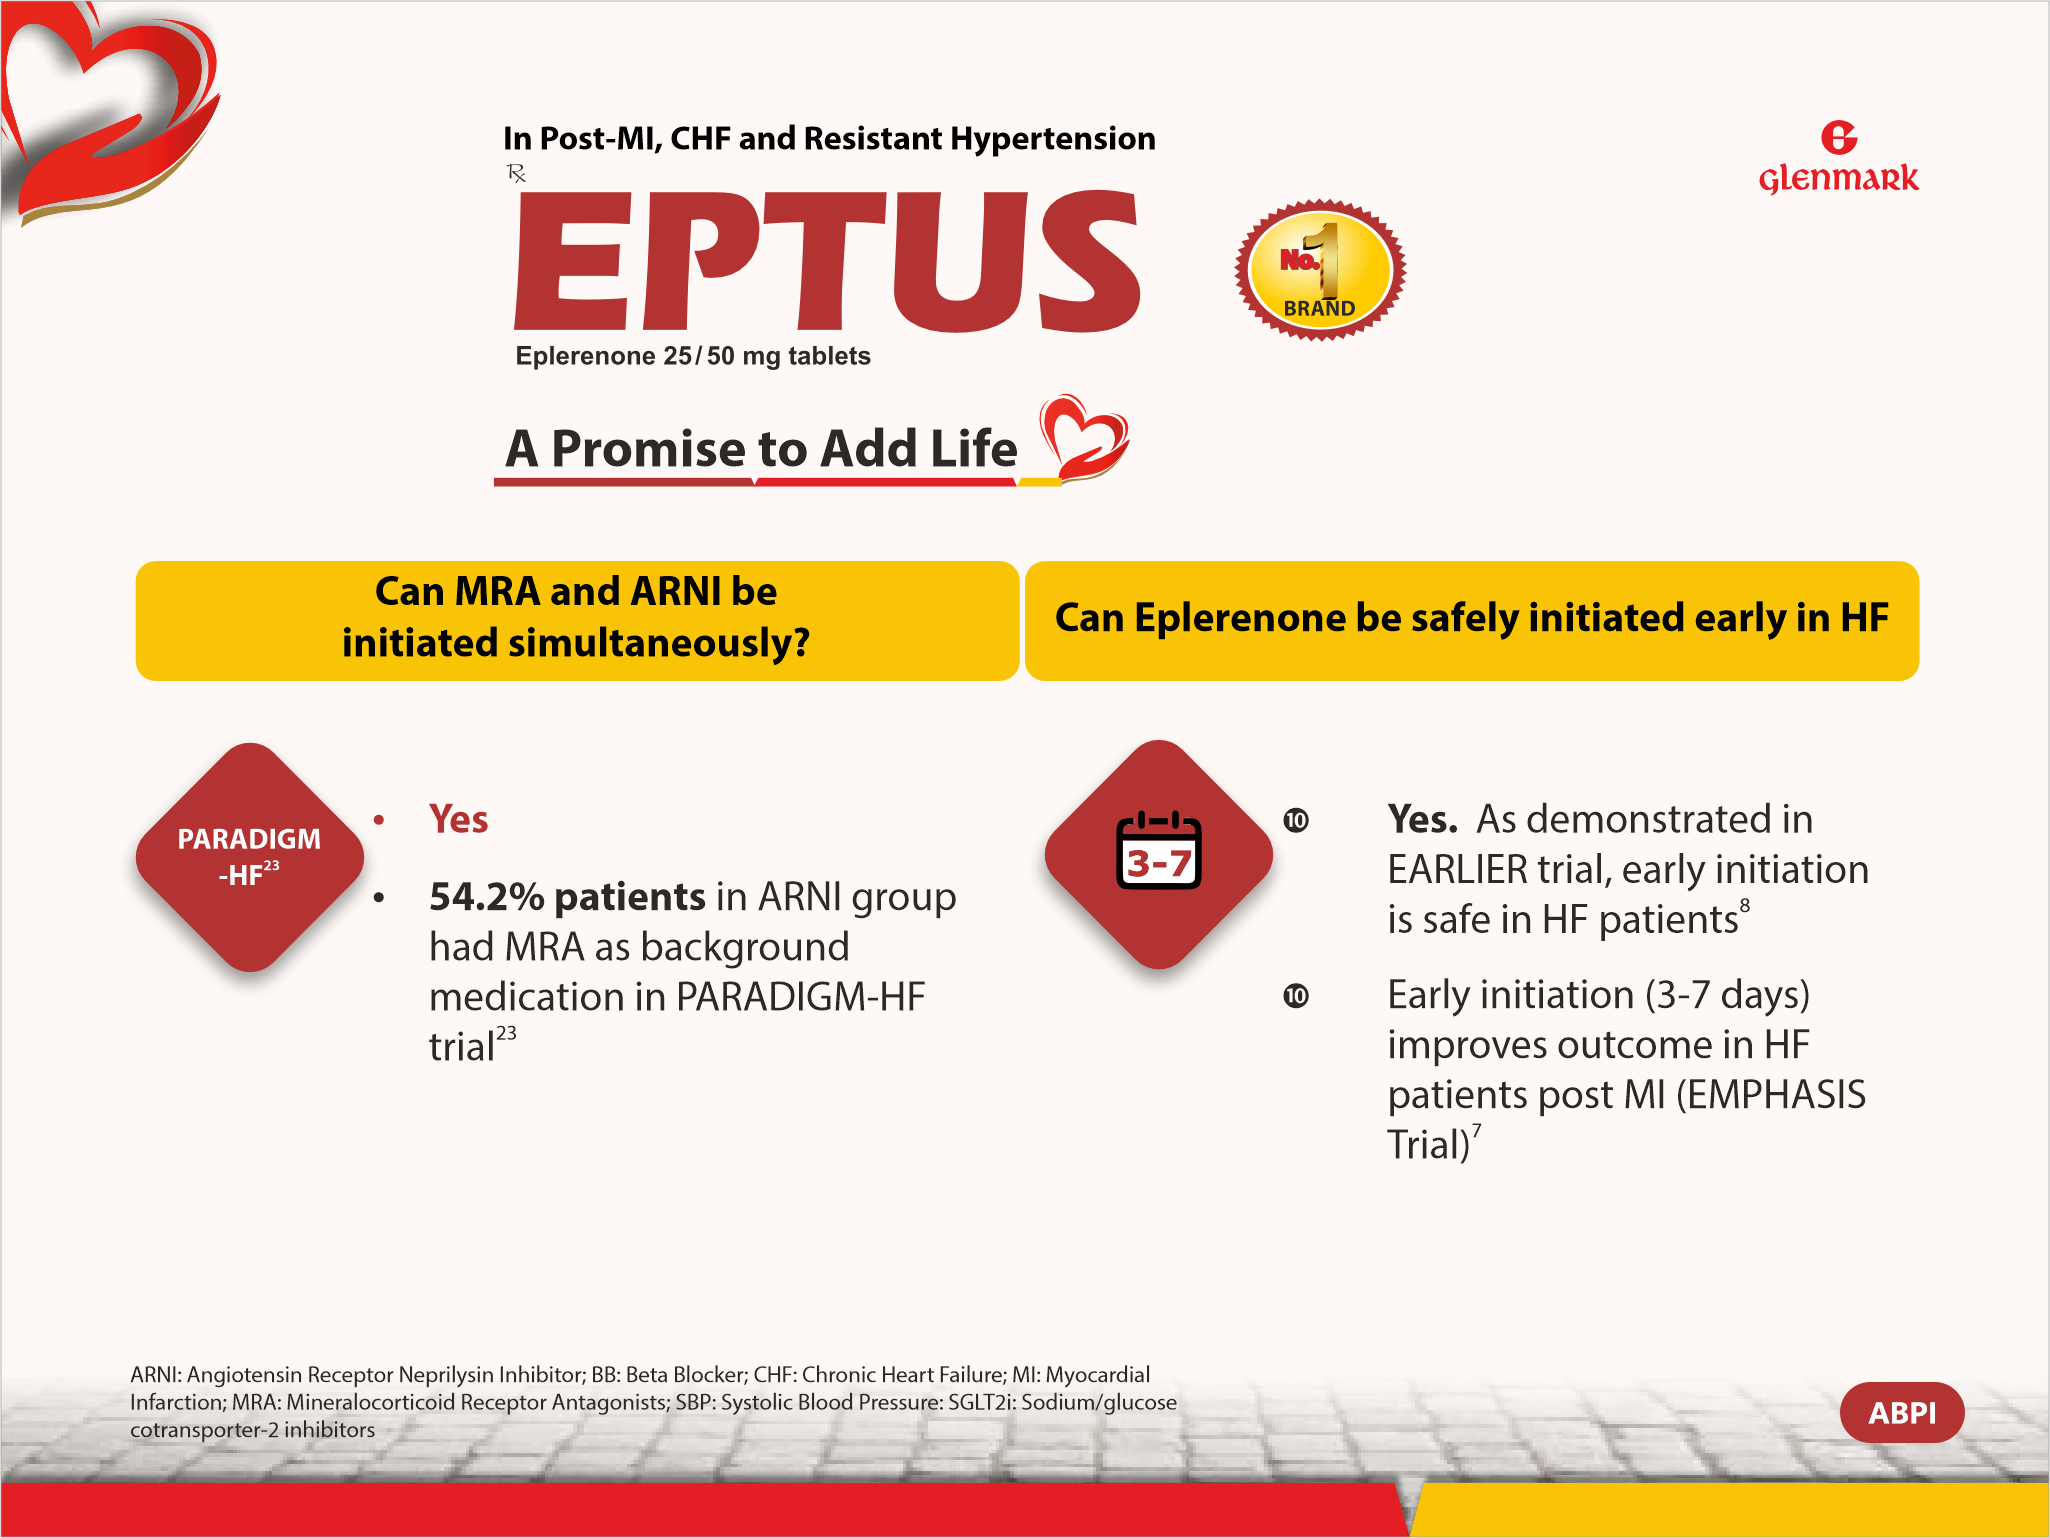 In Post-MI, CHF and Resistant Hypertension
glenmark
Rx
EPTUS
No.1
BRAND
Eplerenone 25/50 mg tablets
A Promise to Add Life
Can MRA and ARNI be
initiated simultaneously?
PARADIGM
-HF23
• Yes
• 54.2% patients in ARNI group
had MRA as background
medication in PARADIGM-HF
trial23
Can Eplerenone be safely initiated early in HF
3-7
❿ Yes. As demonstrated in
EARLIER trial, early initiation
is safe in HF patients8
❿ Early initiation (3-7 days)
improves outcome in HF
patients post MI (EMPHASIS
Trial)7
ARNI: Angiotensin Receptor Neprilysin Inhibitor; BB: Beta Blocker; CHF: Chronic Heart Failure; MI: Myocardial
Infarction; MRA: Mineralocorticoid Receptor Antagonists; SBP: Systolic Blood Pressure: SGLT2i: Sodium/glucose
cotransporter-2 inhibitors
ABPI